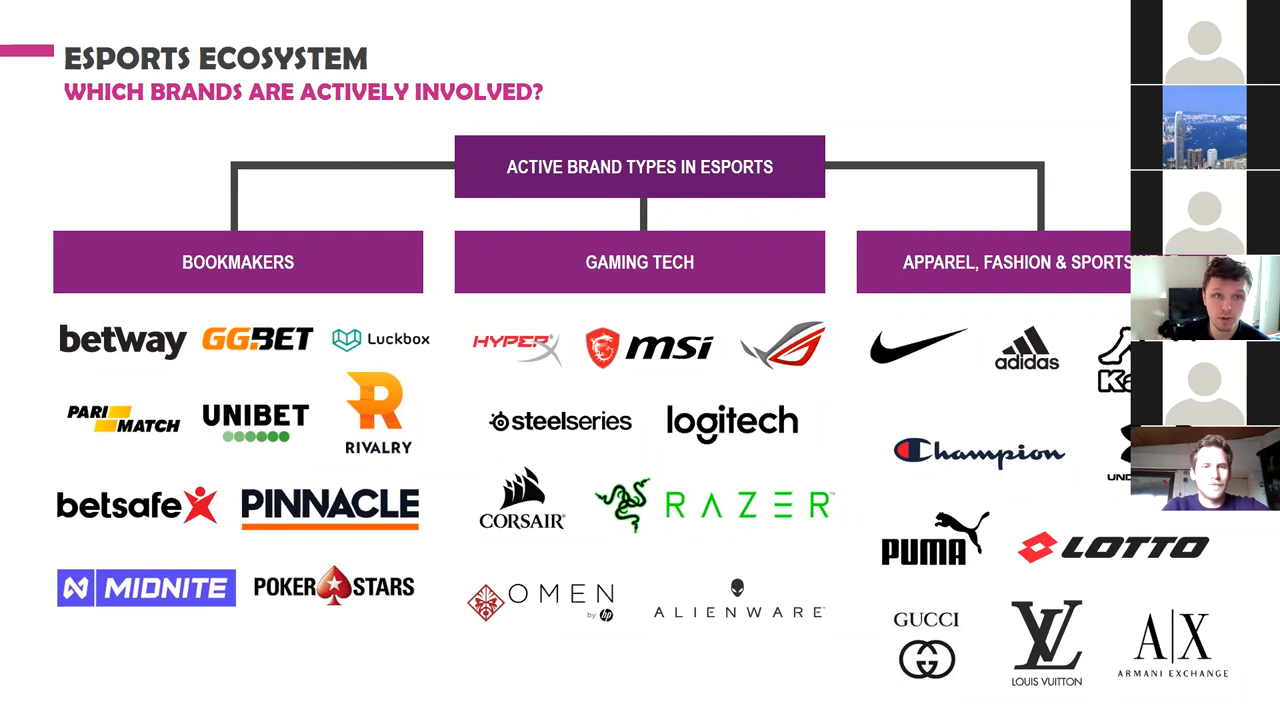 ESPORTS ECOSYSTEM
WHICH BRANDS ARE ACTIVELY INVOLVED?
ACTIVE BRAND TYPES IN ESPORTS
BOOKMAKERS
GAMING TECH
APPAREL, FASHION &
betway
GGBET
Luckbox
PARI MATCH
UNIBET
RIVALRY
betsafe
PINNACLE
MIDNITE
POKERSTARS
HYPERX
msi
steelseries
logitech
CORSAIR
RAZER
OMEN
by hp
ALIENWARE
adidas
Champion
PUMA
LOTTO
GUCCI
LOUIS VUITTON
A|X
ARMANI EXCHANGE